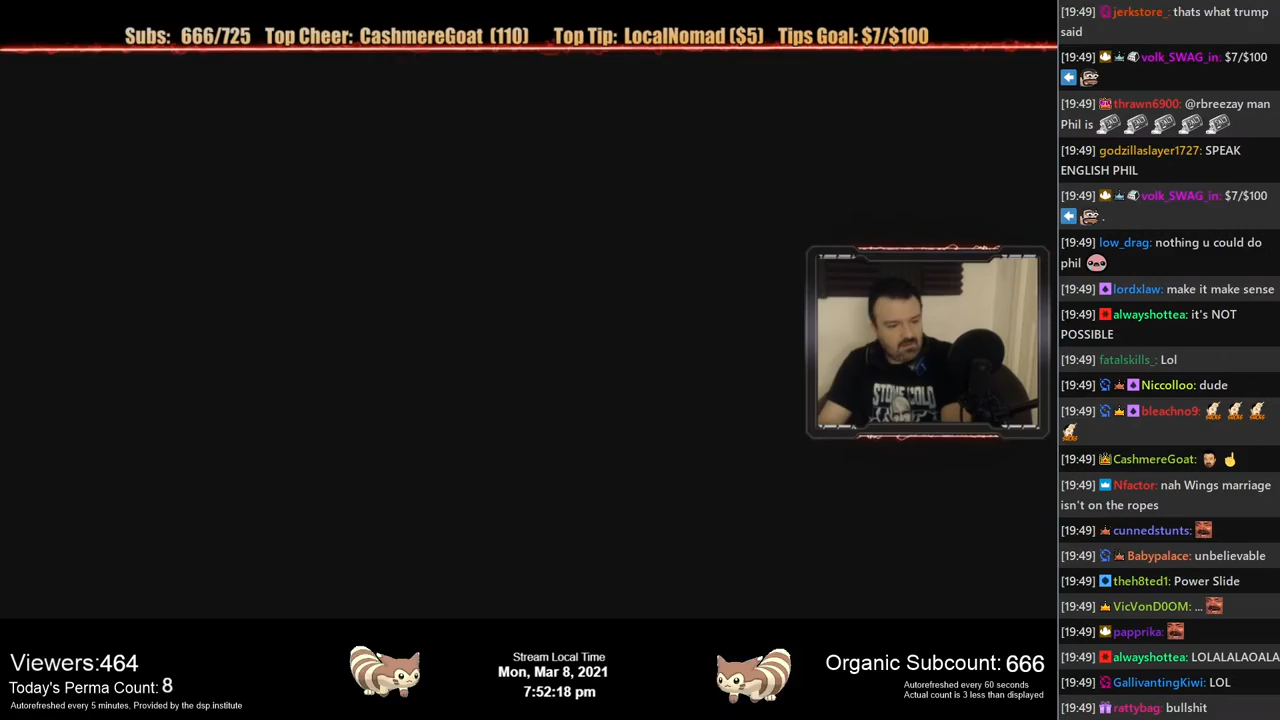 Subs: 666/725 Top Cheer: CashmereGoat (110) Top Tip: LocalNomad ($5) Tips Goal: $7/$100
STONE COLD
Viewers:464
Today's Perma Count: 8
Autorefreshed every 5 minutes, Provided by the dsp.institute
Stream Local Time
Mon, Mar 8, 2021
7:52:18 pm
Organic Subcount: 666
Autorefreshed every 60 seconds
Actual count is 3 less than displayed
[19:49] jerkstore_: thats what trump
said
[19:49] volk_SWAG_in: $7/$100
[19:49] thrawn6900: @rbreezay man
Phil is
[19:49] godzillaslayer1727: SPEAK
ENGLISH PHIL
[19:49] volk_SWAG_in: $7/$100
.
[19:49] low_drag: nothing u could do
phil
[19:49] lordxlaw: make it make sense
[19:49] alwayshottea: it's NOT
POSSIBLE
[19:49] fatalskills_: Lol
[19:49] Niccolloo: dude
[19:49] bleachno9:
[19:49] CashmereGoat:
[19:49] Nfactor: nah Wings marriage
isn't on the ropes
[19:49] cunnedstunts:
[19:49] Babypalace: unbelievable
[19:49] theh8ted1: Power Slide
[19:49] VicVonD0OM: ...
[19:49] papprika:
[19:49] alwayshottea: LOLALALAOALA
[19:49] GallivantingKiwi: LOL
[19:49] rattybag: bullshit